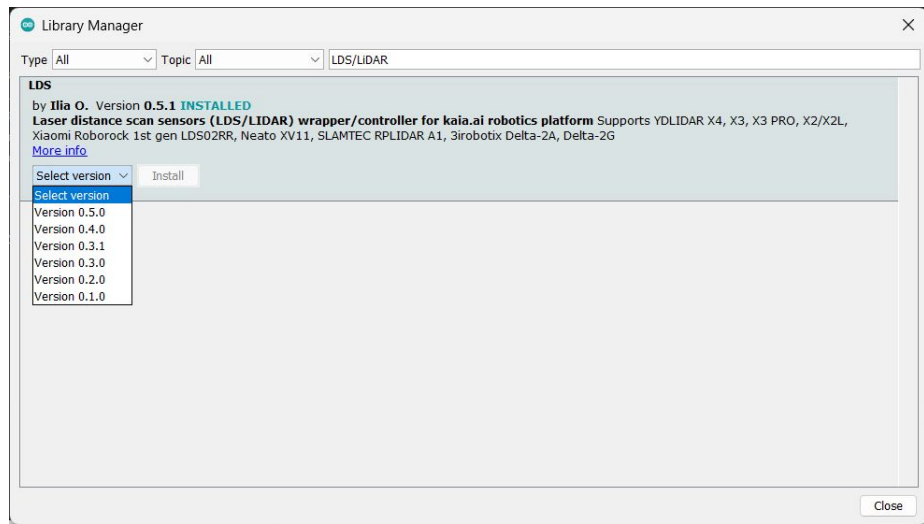 Library Manager
Type All Topic All LDS/LiDAR
LDS
by Ilia O. Version 0.5.1 INSTALLED
Laser distance scan sensors (LDS/LIDAR) wrapper/controller for kaia.ai robotics platform Supports YDLIDAR X4, X3, X3 PRO, X2/X2L,
Xiaomi Roborock 1st gen LDS02RR, Neato XV11, SLAMTEC RPLIDAR A1, 3irobotix Delta-2A, Delta-2G
More info
Select version Install
Select version
Version 0.5.0
Version 0.4.0
Version 0.3.1
Version 0.3.0
Version 0.2.0
Version 0.1.0
Close